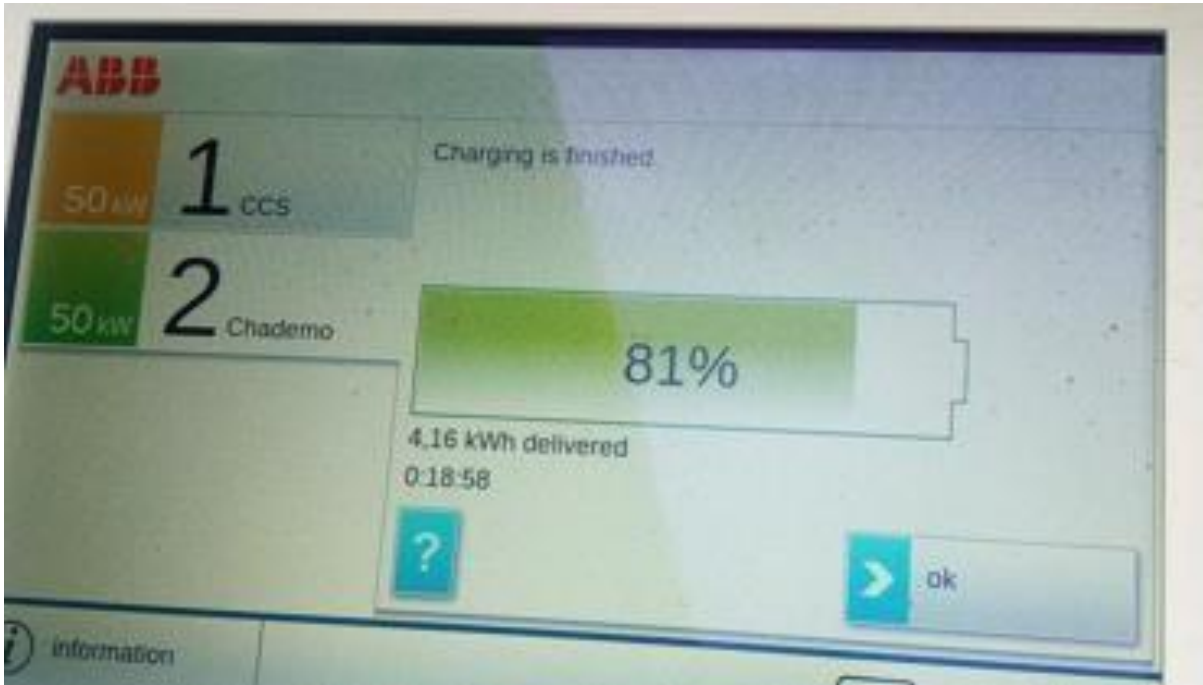 ABB
50 kW
1 CCS
50 kW
2 Chademo
Charging is finished.
81%
4,16 kWh delivered
0:18:58
?
ok
i
information